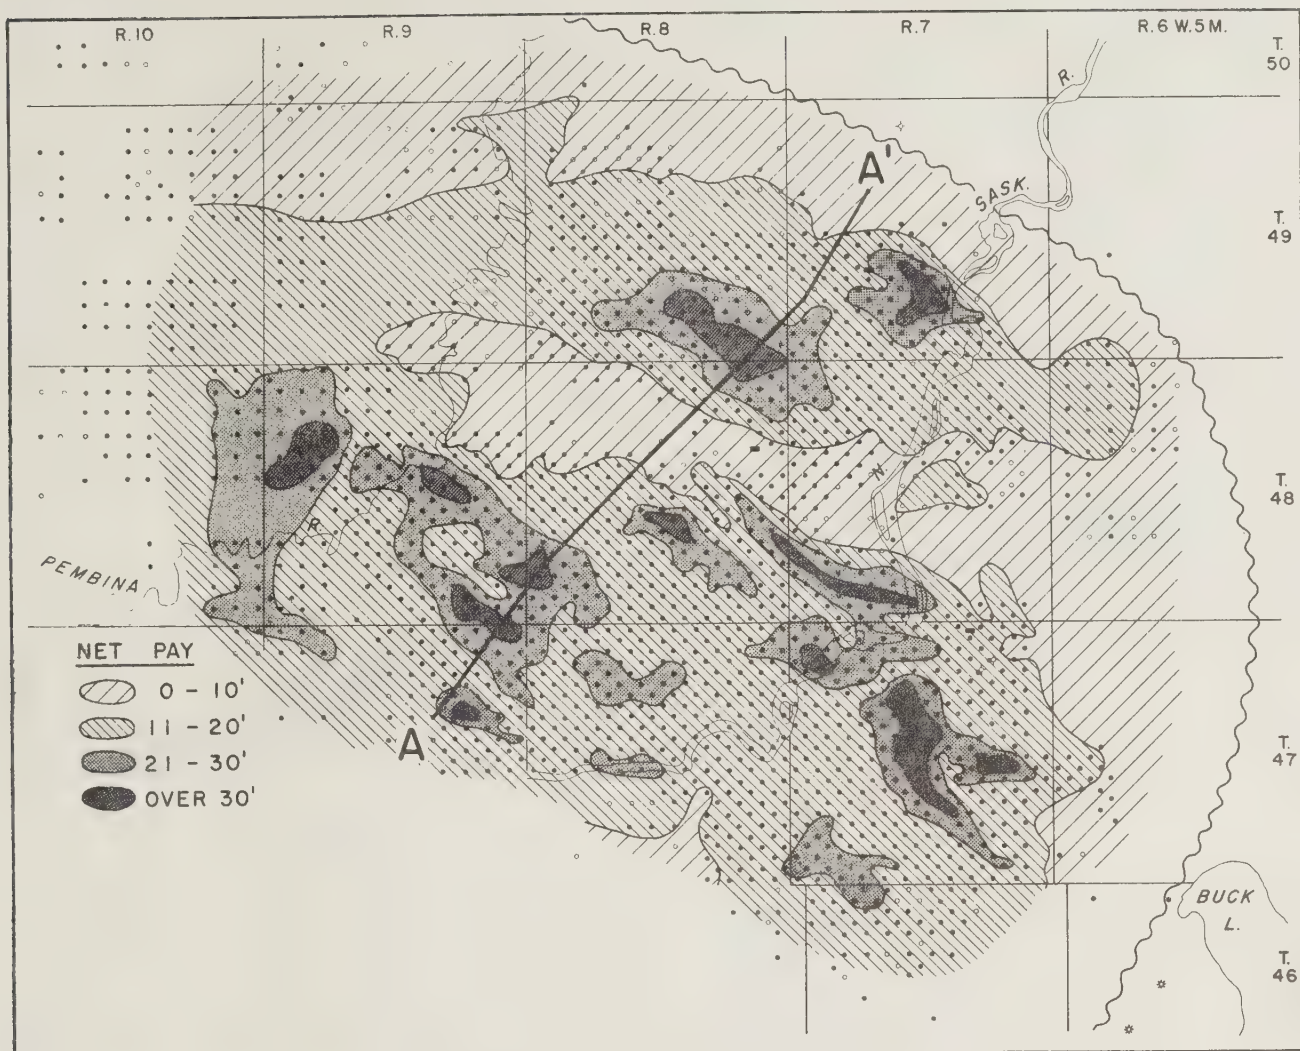 R. 10 R. 9 R. 8 R. 7 R. 6 W. 5 M.
T.
50
R.
A'
SASK.
T.
49
N.
T.
48
R.
PEMBINA
NET PAY
0 - 10'
11 - 20'
21 - 30'
OVER 30'
A
T.
47
BUCK
L.
T.
46